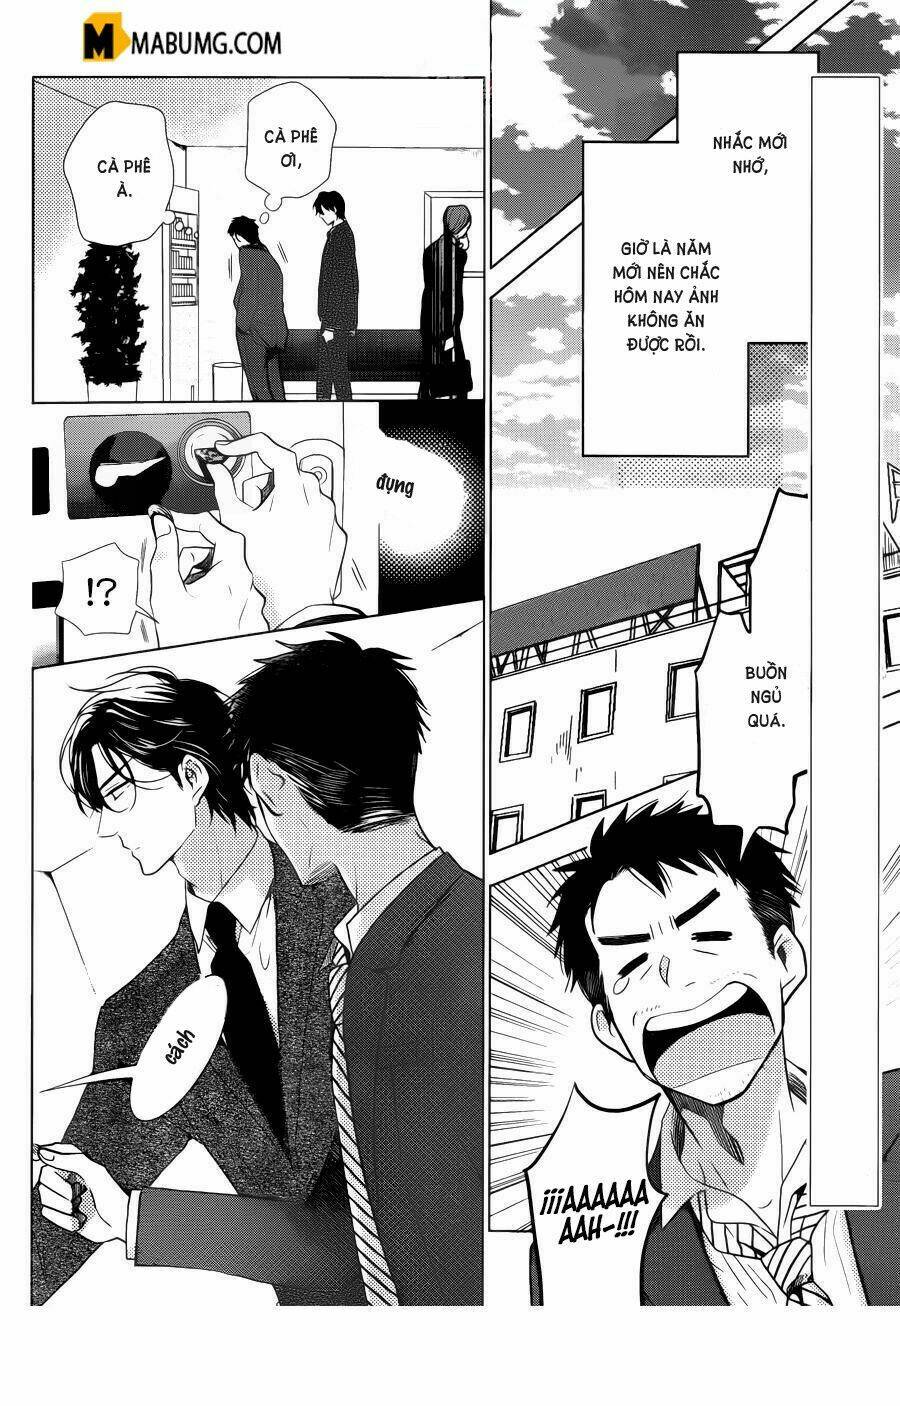 MABUMG.COM
NHẮC MỚI
NHỚ,
GIỜ LÀ NĂM
MỚI NÊN CHẮC
HÔM NAY ẢNH
KHÔNG ĂN
ĐƯỢC RỒI.
BUỒN
NGỦ
QUÁ.
¡¡¡AAAAAA
AAH-!!!
CÀ PHÊ
ƠI,
CÀ PHÊ
À.
đụng
!?
cách